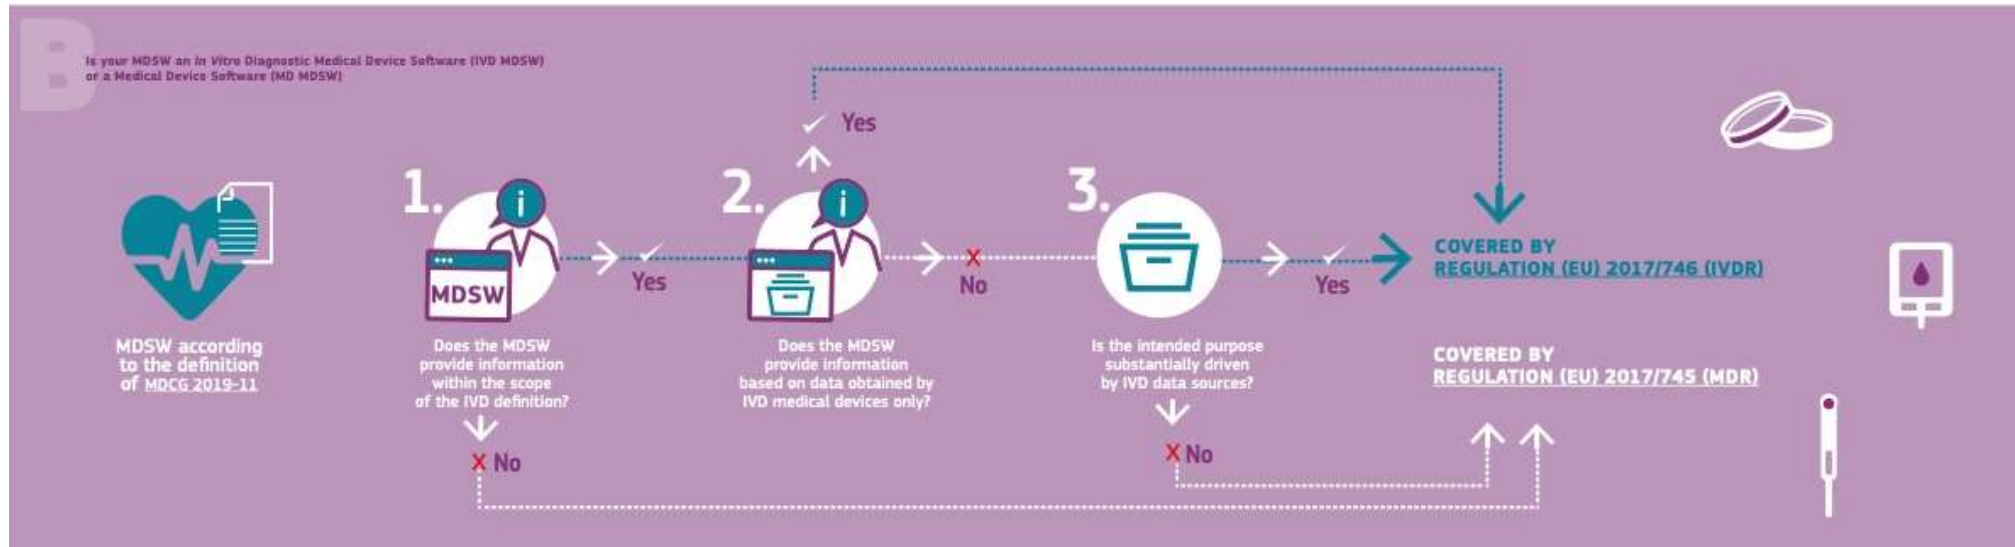 B
Is your MDSW an In Vitro Diagnostic Medical Device Software (IVD MDSW)
or a Medical Device Software (MD MDSW)
MDSW according
to the definition
of MDCG 2019-11
1.
i
MDSW
Does the MDSW
provide information
within the scope
of the IVD definition?
X No
Yes
2.
i
Does the MDSW
provide information
based on data obtained by
IVD medical devices only?
Yes
X
No
3.
Is the intended purpose
substantially driven
by IVD data sources?
X No
Yes
COVERED BY
REGULATION (EU) 2017/746 (IVDR)
COVERED BY
REGULATION (EU) 2017/745 (MDR)